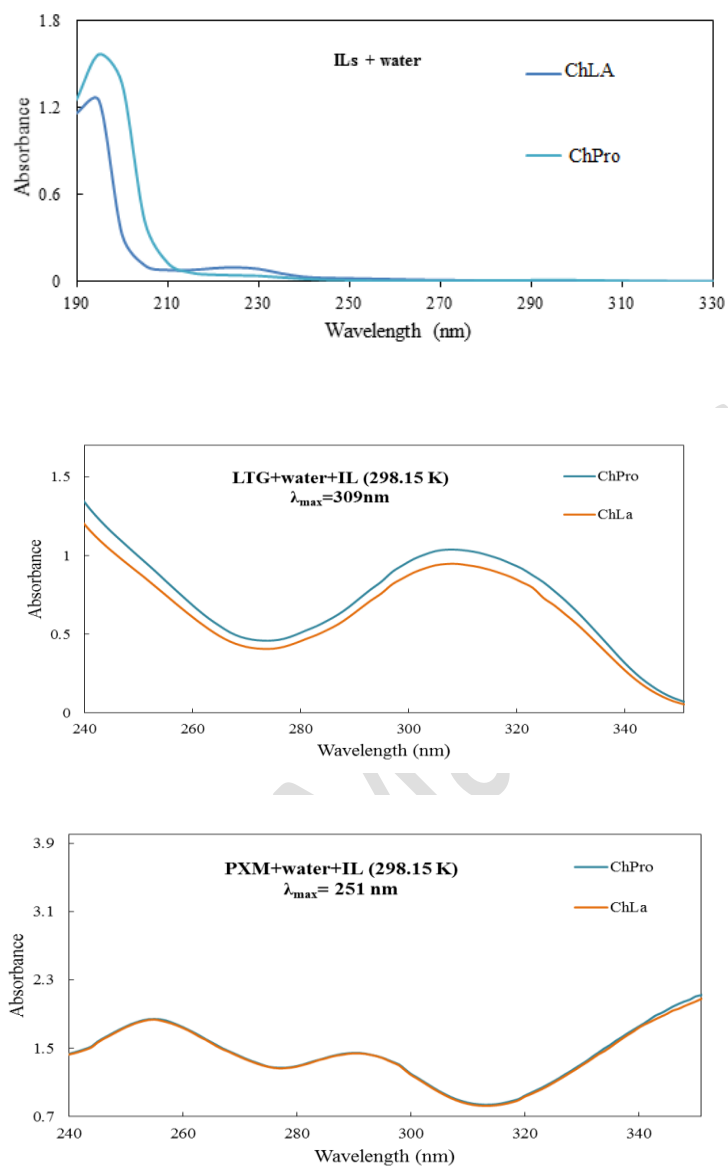 1.8
ILs + water
ChLA
1.2
ChPro
Absorbance
0.6
0
190 210 230 250 270 290 310 330
Wavelength (nm)
1.5
LTG+water+IL (298.15 K)
λmax=309nm
ChPro
ChLa
1
Absorbance
0.5
0
240 260 280 300 320 340
Wavelength (nm)
3.9
PXM+water+IL (298.15 K)
λmax= 251 nm
ChPro
ChLa
3.1
2.3
Absorbance
1.5
0.7
240 260 280 300 320 340
Wavelength (nm)